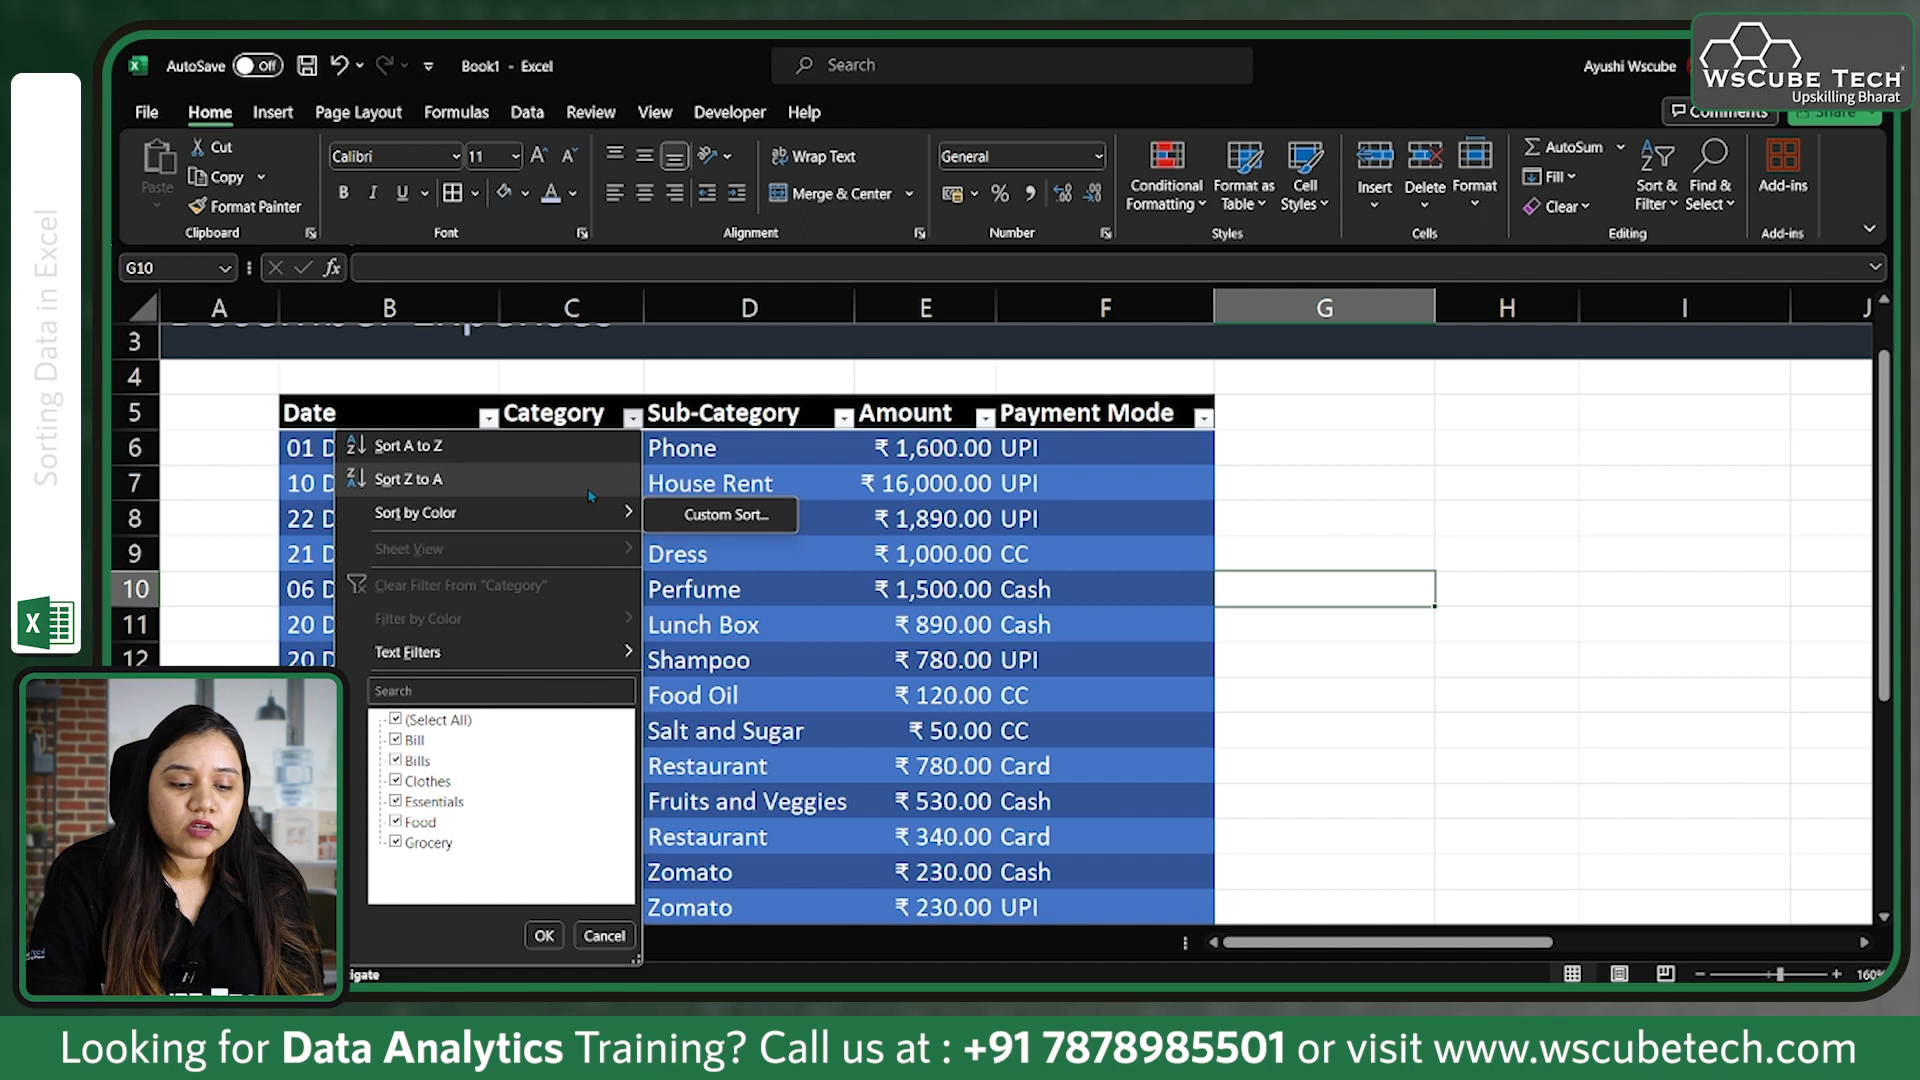 WsCube Tech
Upskilling Bharat
Sorting Data in Excel
AutoSave Off Book1 - Excel Search Ayushi Wscube
File Home Insert Page Layout Formulas Data Review View Developer Help Comments Share
Paste Cut Copy Format Painter Clipboard
Calibri 11 B I U A Font
Wrap Text Merge & Center Alignment
General % Number
Conditional Formatting Format as Table Cell Styles Styles
Insert Delete Format Cells
AutoSum Fill Clear Sort & Filter Find & Select Editing
Add-ins Add-ins
G10 fx
A B C D E F G H I J
3
4
5 Date Category Sub-Category Amount Payment Mode
6 01 D Phone ₹ 1,600.00 UPI
7 10 D House Rent ₹ 16,000.00 UPI
8 22 D ₹ 1,890.00 UPI
9 21 D Dress ₹ 1,000.00 CC
10 06 D Perfume ₹ 1,500.00 Cash
11 20 D Lunch Box ₹ 890.00 Cash
12 20 D Shampoo ₹ 780.00 UPI
Food Oil ₹ 120.00 CC
Salt and Sugar ₹ 50.00 CC
Restaurant ₹ 780.00 Card
Fruits and Veggies ₹ 530.00 Cash
Restaurant ₹ 340.00 Card
Zomato ₹ 230.00 Cash
Zomato ₹ 230.00 UPI
Sort A to Z
Sort Z to A
Sort by Color
Custom Sort...
Sheet View
Clear Filter From "Category"
Filter by Color
Text Filters
Search
(Select All)
Bill
Bills
Clothes
Essentials
Food
Grocery
OK Cancel
igate
160%
Looking for Data Analytics Training? Call us at : +91 7878985501 or visit www.wscubetech.com